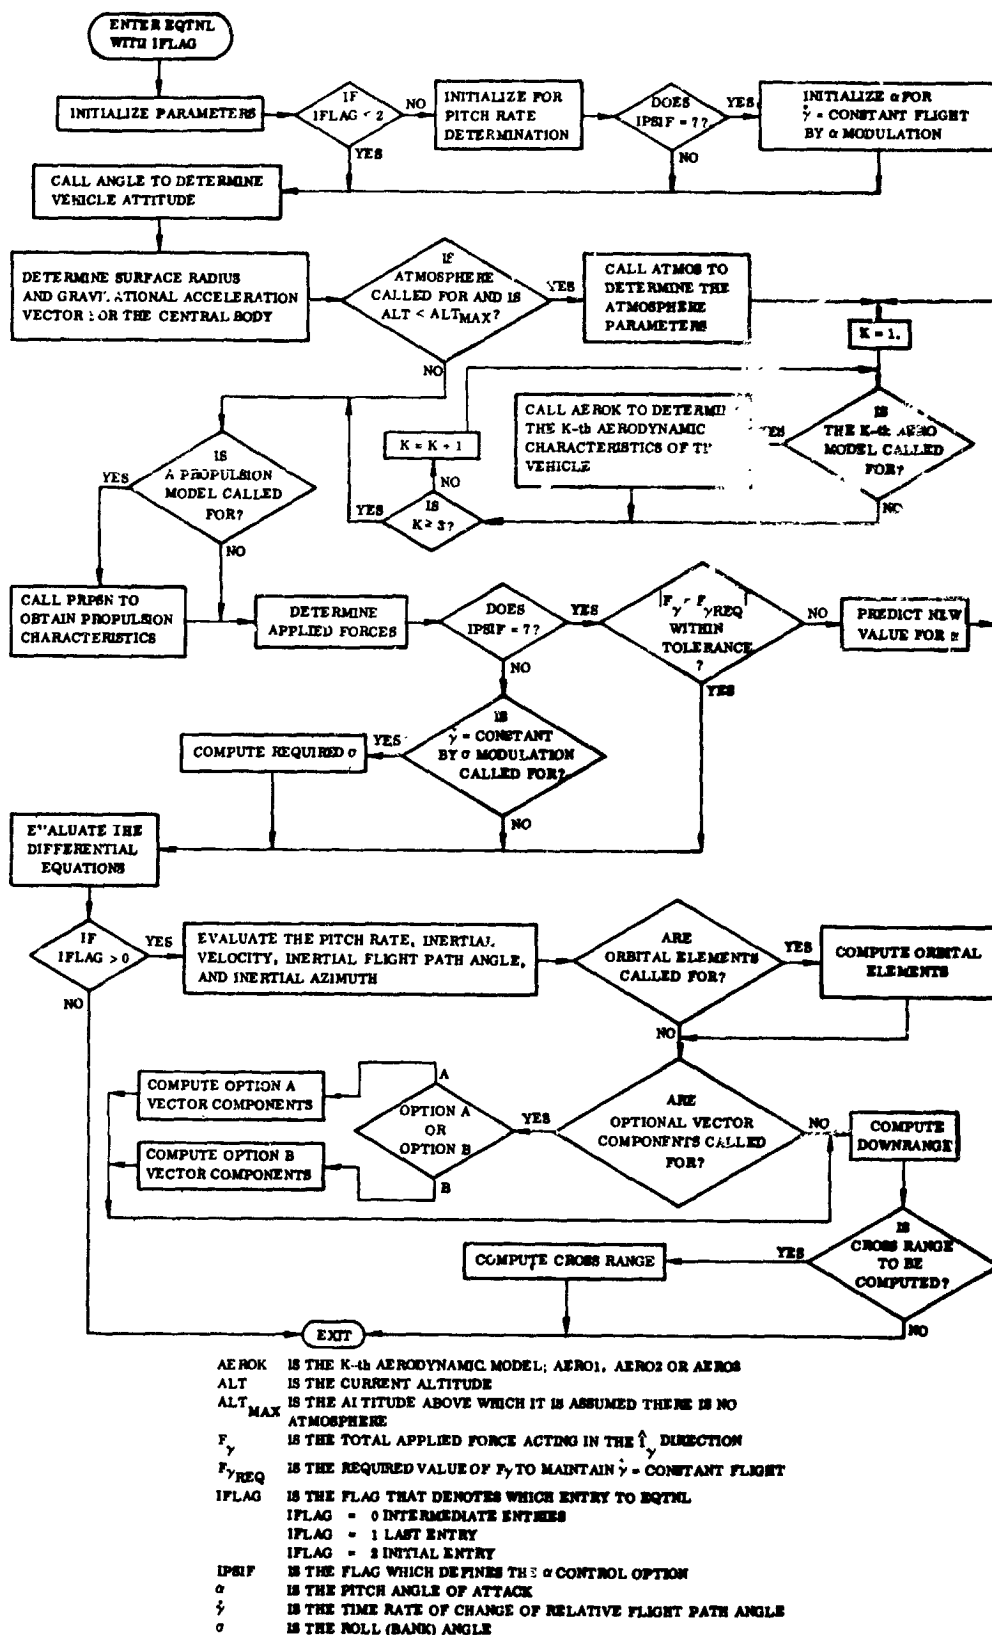 ENTER EQTNL
WITH IFLAG
INITIALIZE PARAMETERS
IF
IFLAG < 2
NO
YES
INITIALIZE FOR
PITCH RATE
DETERMINATION
DOES
IPSIF = 7?
YES
NO
INITIALIZE α FOR
γ̇ = CONSTANT FLIGHT
BY α MODULATION
CALL ANGLE TO DETERMINE
VEHICLE ATTITUDE
DETERMINE SURFACE RADIUS
AND GRAVITATIONAL ACCELERATION
VECTOR FOR THE CENTRAL BODY
IF
ATMOSPHERE
CALLED FOR AND IS
ALT < ALT MAX?
YES
NO
CALL ATMOS TO
DETERMINE THE
ATMOSPHERE
PARAMETERS
K = 1.
IS
THE K-th AERO
MODEL CALLED
FOR?
YES
NO
CALL AEROK TO DETERMI
THE K-th AERODYNAMIC
CHARACTERISTICS OF
VEHICLE
K = K + 1
NO
IS
K ≥ 3?
YES
IS
A PROPULSION
MODEL CALLED
FOR?
YES
NO
CALL PRPSN TO
OBTAIN PROPULSION
CHARACTERISTICS
DETERMINE
APPLIED FORCES
DOES
IPSIF = 7?
YES
NO
|Fγ - FγREQ|
WITHIN
TOLERANCE
?
NO
YES
PREDICT NEW
VALUE FOR α
IS
γ̇ = CONSTANT
BY σ MODULATION
CALLED FOR?
YES
NO
COMPUTE REQUIRED σ
EVALUATE THE
DIFFERENTIAL
EQUATIONS
IF
IFLAG > 0
YES
NO
EVALUATE THE PITCH RATE, INERTIAL
VELOCITY, INERTIAL FLIGHT PATH ANGLE,
AND INERTIAL AZIMUTH
ARE
ORBITAL ELEMENTS
CALLED FOR?
YES
NO
COMPUTE ORBITAL
ELEMENTS
ARE
OPTIONAL VECTOR
COMPONENTS CALLED
FOR?
YES
NO
OPTION A
OR
OPTION B
A
B
COMPUTE OPTION A
VECTOR COMPONENTS
COMPUTE OPTION B
VECTOR COMPONENTS
COMPUTE
DOWNRANGE
IS
CROSS RANGE
TO BE
COMPUTED?
YES
NO
COMPUTE CROSS RANGE
EXIT
AEROK IS THE K-th AERODYNAMIC MODEL; AERO1, AERO2 OR AERO3
ALT IS THE CURRENT ALTITUDE
ALT MAX IS THE ALTITUDE ABOVE WHICH IT IS ASSUMED THERE IS NO
ATMOSPHERE
Fγ IS THE TOTAL APPLIED FORCE ACTING IN THE 1̂γ DIRECTION
FγREQ IS THE REQUIRED VALUE OF Fγ TO MAINTAIN γ̇ = CONSTANT FLIGHT
IFLAG IS THE FLAG THAT DENOTES WHICH ENTRY TO EQTNL
IFLAG = 0 INTERMEDIATE ENTRIES
IFLAG = 1 LAST ENTRY
IFLAG = 2 INITIAL ENTRY
IPSIF IS THE FLAG WHICH DEFINES THE α CONTROL OPTION
α IS THE PITCH ANGLE OF ATTACK
γ̇ IS THE TIME RATE OF CHANGE OF RELATIVE FLIGHT PATH ANGLE
σ IS THE ROLL (BANK) ANGLE